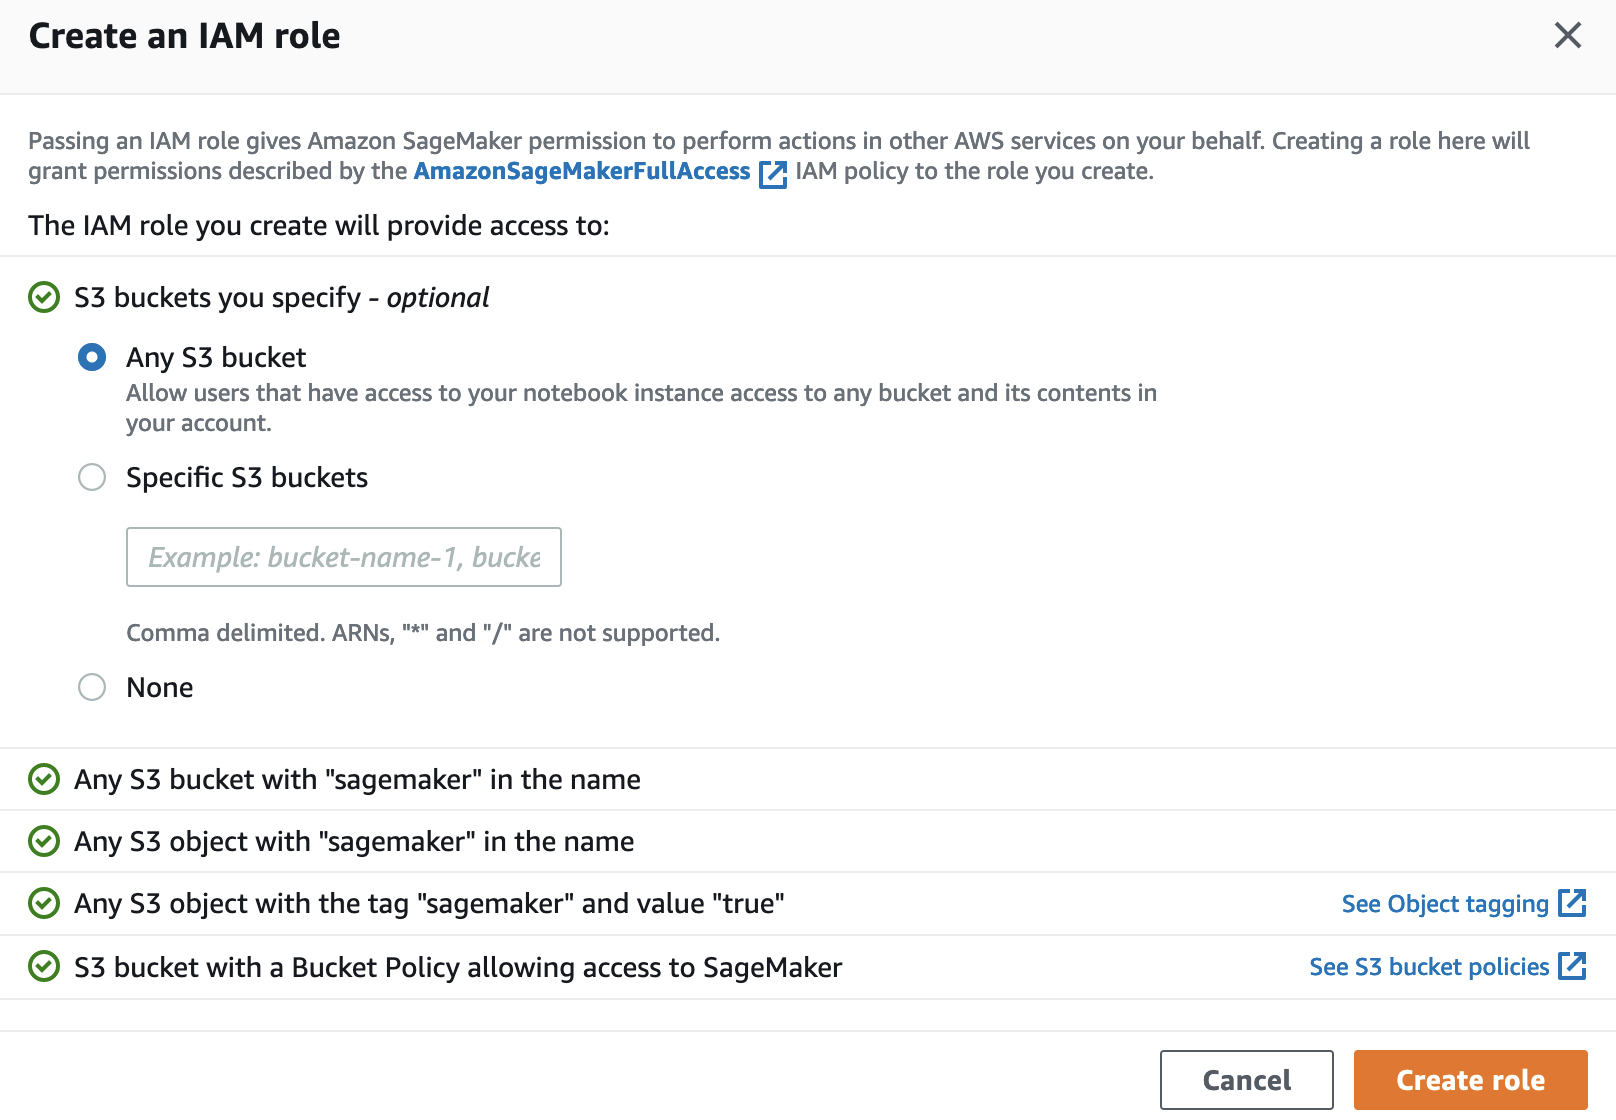 Create an IAM role
Passing an IAM role gives Amazon SageMaker permission to perform actions in other AWS services on your behalf. Creating a role here will
grant permissions described by the AmazonSageMakerFullAccess IAM policy to the role you create.
The IAM role you create will provide access to:
S3 buckets you specify - optional
Any S3 bucket
Allow users that have access to your notebook instance access to any bucket and its contents in
your account.
Specific S3 buckets
Example: bucket-name-1, bucke
Comma delimited. ARNs, "*" and "/" are not supported.
None
Any S3 bucket with "sagemaker" in the name
Any S3 object with "sagemaker" in the name
Any S3 object with the tag "sagemaker" and value "true" See Object tagging
S3 bucket with a Bucket Policy allowing access to SageMaker See S3 bucket policies
Cancel Create role